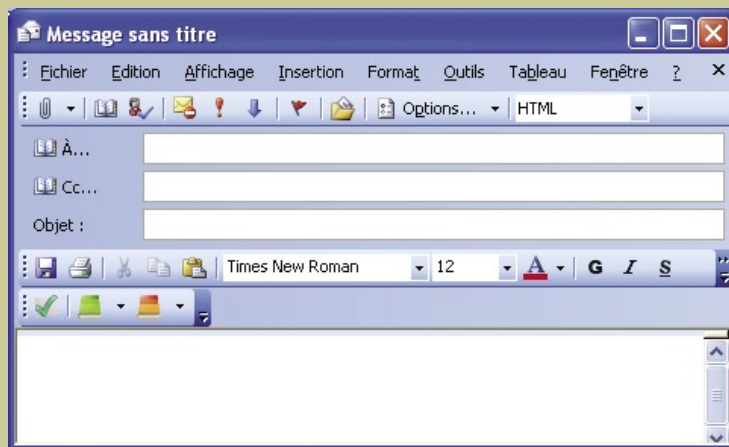 Message sans titre
Fichier Edition Affichage Insertion Format Outils Tableau Fenêtre ?
Options... HTML
À...
Cc...
Objet :
Times New Roman 12 A G I S